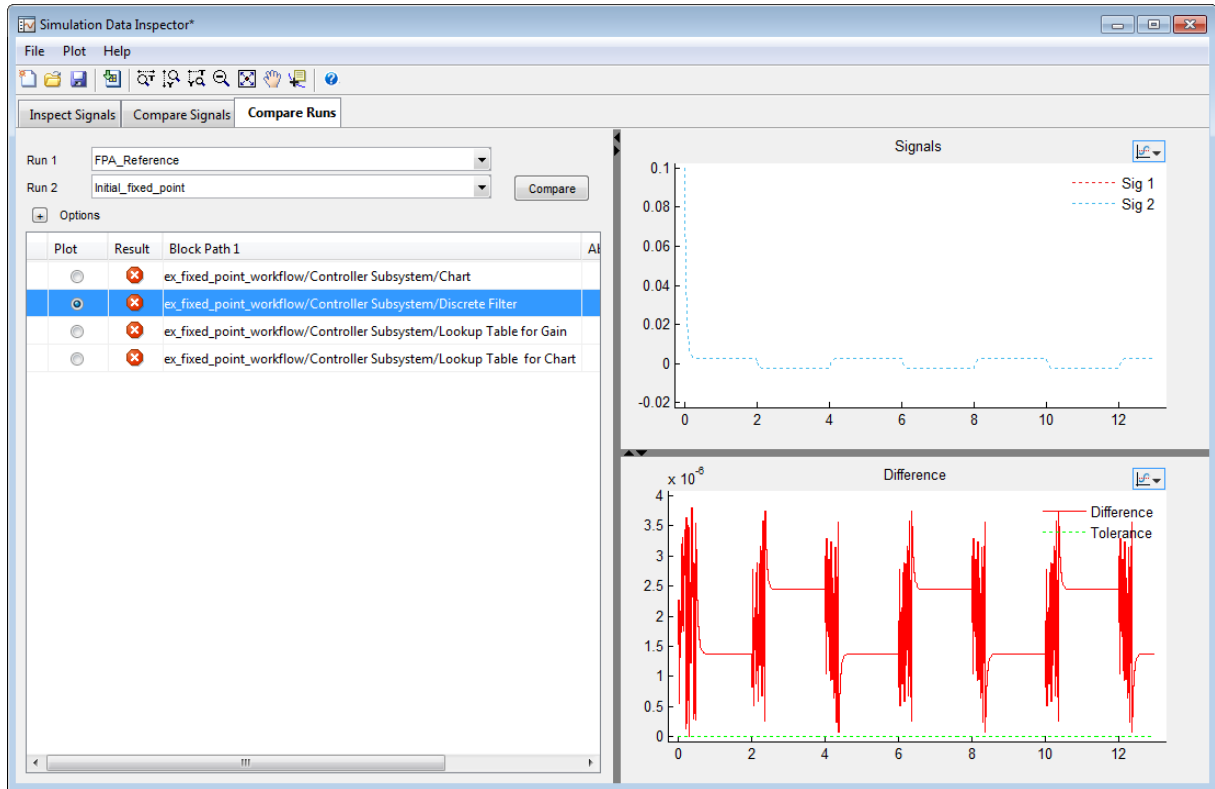 Simulation Data Inspector*
File Plot Help
Inspect Signals Compare Signals Compare Runs
Run 1 FPA_Reference
Run 2 Initial_fixed_point Compare
+ Options
Plot Result Block Path 1
ex_fixed_point_workflow/Controller Subsystem/Chart
ex_fixed_point_workflow/Controller Subsystem/Discrete Filter
ex_fixed_point_workflow/Controller Subsystem/Lookup Table for Gain
ex_fixed_point_workflow/Controller Subsystem/Lookup Table for Chart
Signals
Sig 1
Sig 2
0.1
0.08
0.06
0.04
0.02
0
-0.02
0 2 4 6 8 10 12
Difference
x 10^-6
Difference
Tolerance
4
3.5
3
2.5
2
1.5
1
0.5
0
0 2 4 6 8 10 12